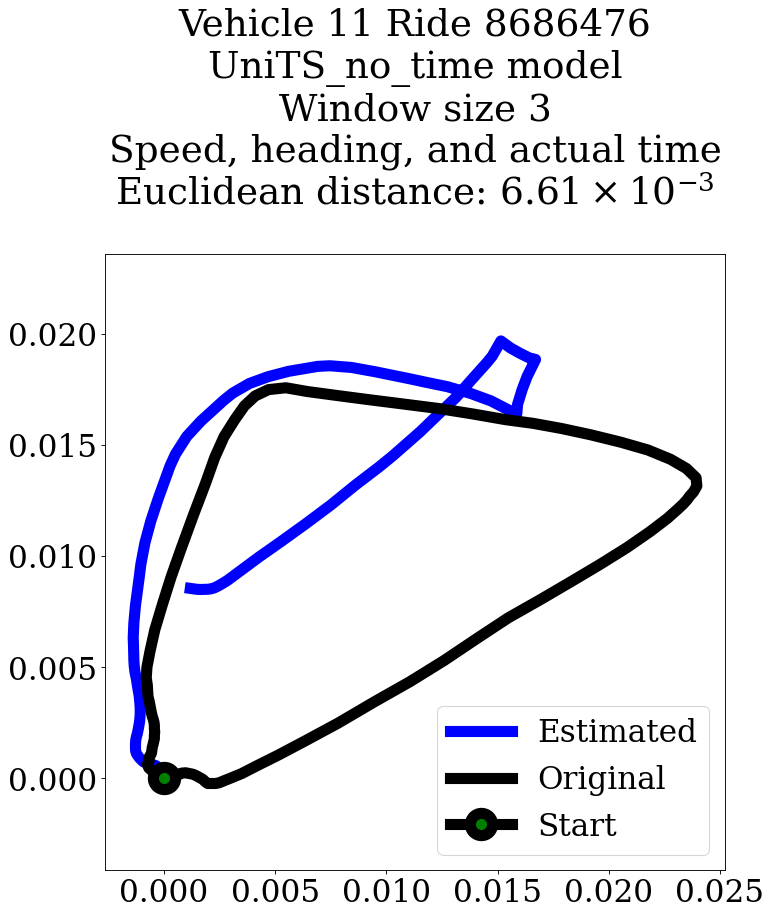 Vehicle 11 Ride 8686476
UniTS_no_time model
Window size 3
Speed, heading, and actual time
Euclidean distance: 6.61 × 10⁻³
0.020
0.015
0.010
0.005
0.000
Estimated
Original
Start
0.000 0.005 0.010 0.015 0.020 0.025